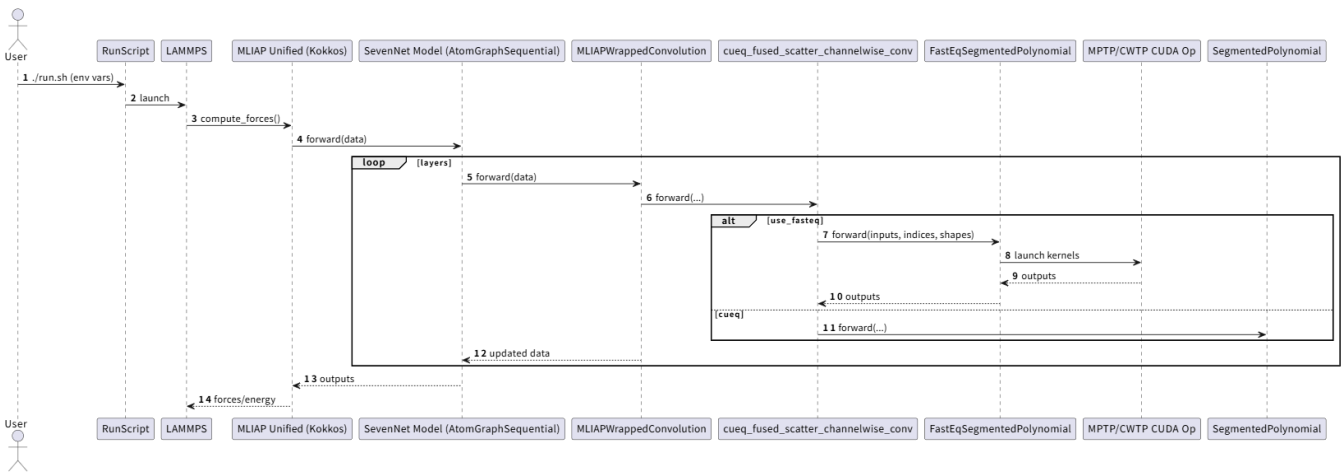 User
RunScript
LAMMPS
MLIAP Unified (Kokkos)
SevenNet Model (AtomGraphSequential)
MLIAPWrappedConvolution
cueq_fused_scatter_channelwise_conv
FastEqSegmentedPolynomial
MPTP/CWTP CUDA Op
SegmentedPolynomial
1 ./run.sh (env vars)
2 launch
3 compute_forces()
4 forward(data)
loop [layers]
5 forward(data)
6 forward(...)
alt [use_fasteq]
7 forward(inputs, indices, shapes)
8 launch kernels
9 outputs
10 outputs
[cueq]
11 forward(...)
12 updated data
13 outputs
14 forces/energy
User
RunScript
LAMMPS
MLIAP Unified (Kokkos)
SevenNet Model (AtomGraphSequential)
MLIAPWrappedConvolution
cueq_fused_scatter_channelwise_conv
FastEqSegmentedPolynomial
MPTP/CWTP CUDA Op
SegmentedPolynomial